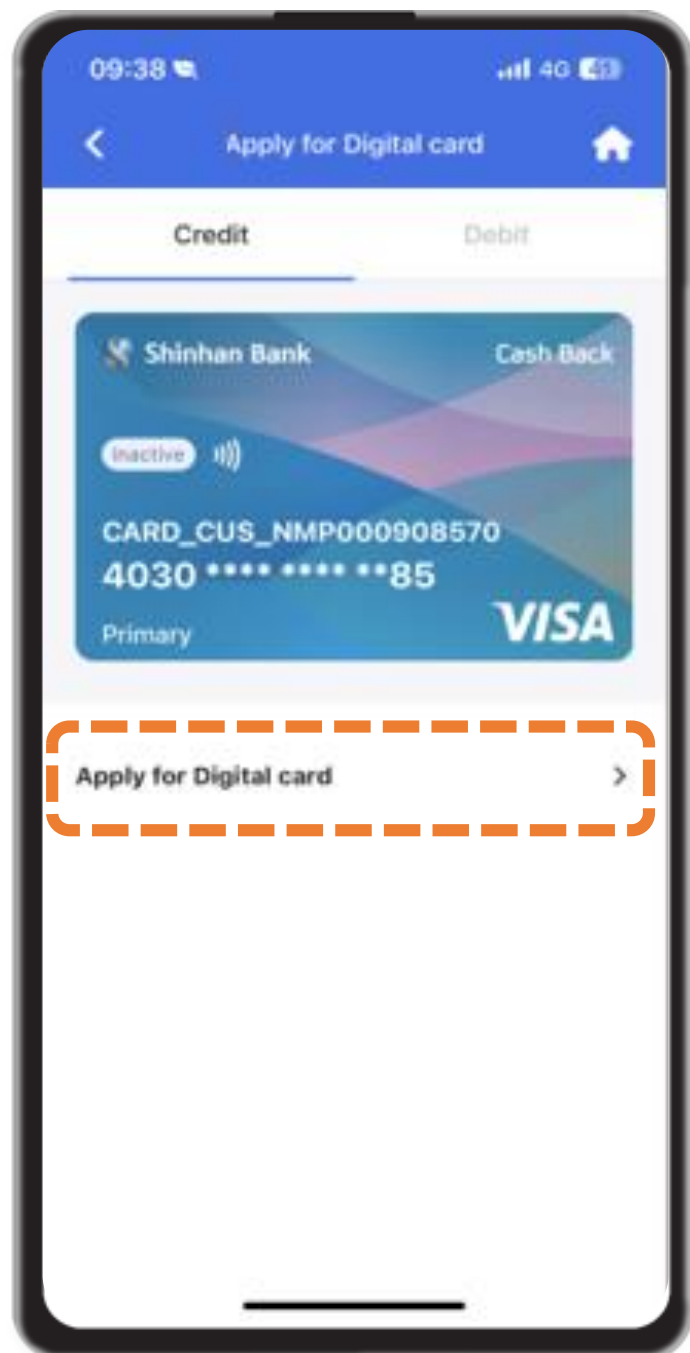 09:38 4G 49
Apply for Digital card
Credit Debit
Shinhan Bank Cash Back
Inactive
CARD_CUS_NMP000908570
4030 **** **** **85
Primary VISA
Apply for Digital card